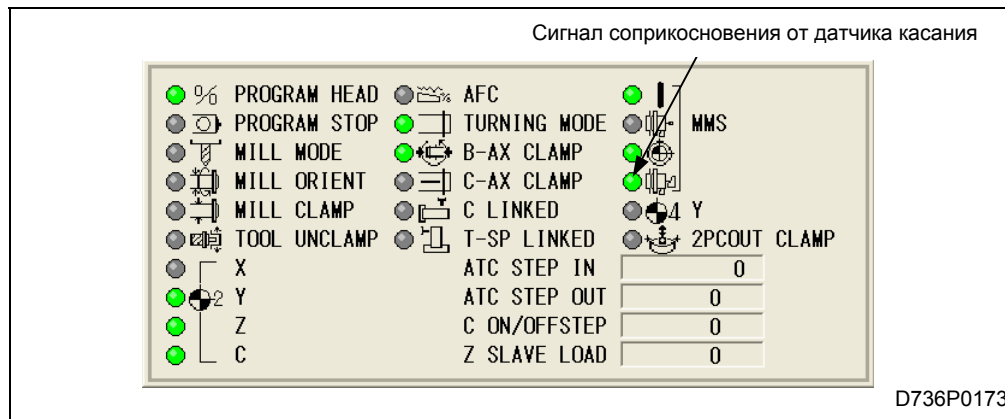 Сигнал соприкосновения от датчика касания
% PROGRAM HEAD AFC
PROGRAM STOP TURNING MODE MMS
MILL MODE B-AX CLAMP
MILL ORIENT C-AX CLAMP
MILL CLAMP C LINKED 4 Y
TOOL UNCLAMP T-SP LINKED 2PCOUT CLAMP
X ATC STEP IN 0
2 Y ATC STEP OUT 0
Z C ON/OFFSTEP 0
C Z SLAVE LOAD 0
D736P0173